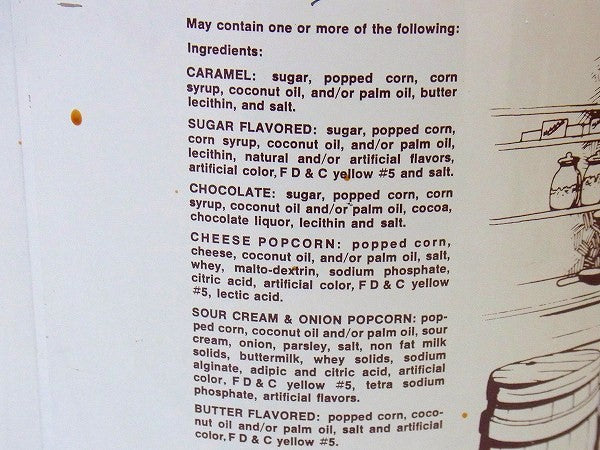 May contain one or more of the following:
Ingredients:
CARAMEL: sugar, popped corn, corn
syrup, coconut oil, and/or palm oil, butter
lecithin, and salt.
SUGAR FLAVORED: sugar, popped corn,
corn syrup, coconut oil, and/or palm oil,
lecithin, natural and/or artificial flavors,
artificial color, F D & C yellow #5 and salt.
CHOCOLATE: sugar, popped corn, corn
syrup, coconut oil and/or palm oil, cocoa,
chocolate liquor, lecithin and salt.
CHEESE POPCORN: popped corn,
cheese, coconut oil, and/or palm oil, salt,
whey, malto-dextrin, sodium phosphate,
citric acid, artificial color, F D & C yellow
#5, lectic acid.
SOUR CREAM & ONION POPCORN: pop-
ped corn, coconut oil and/or palm oil, sour
cream, onion, parsley, salt, non fat milk
solids, buttermilk, whey solids, sodium
alginate, adipic and citric acid, artificial
color, F D & C yellow #5, tetra sodium
phosphate, artificial flavors.
BUTTER FLAVORED: popped corn, coco-
nut oil and/or palm oil, salt and artificial
color, F D & C yellow #5.